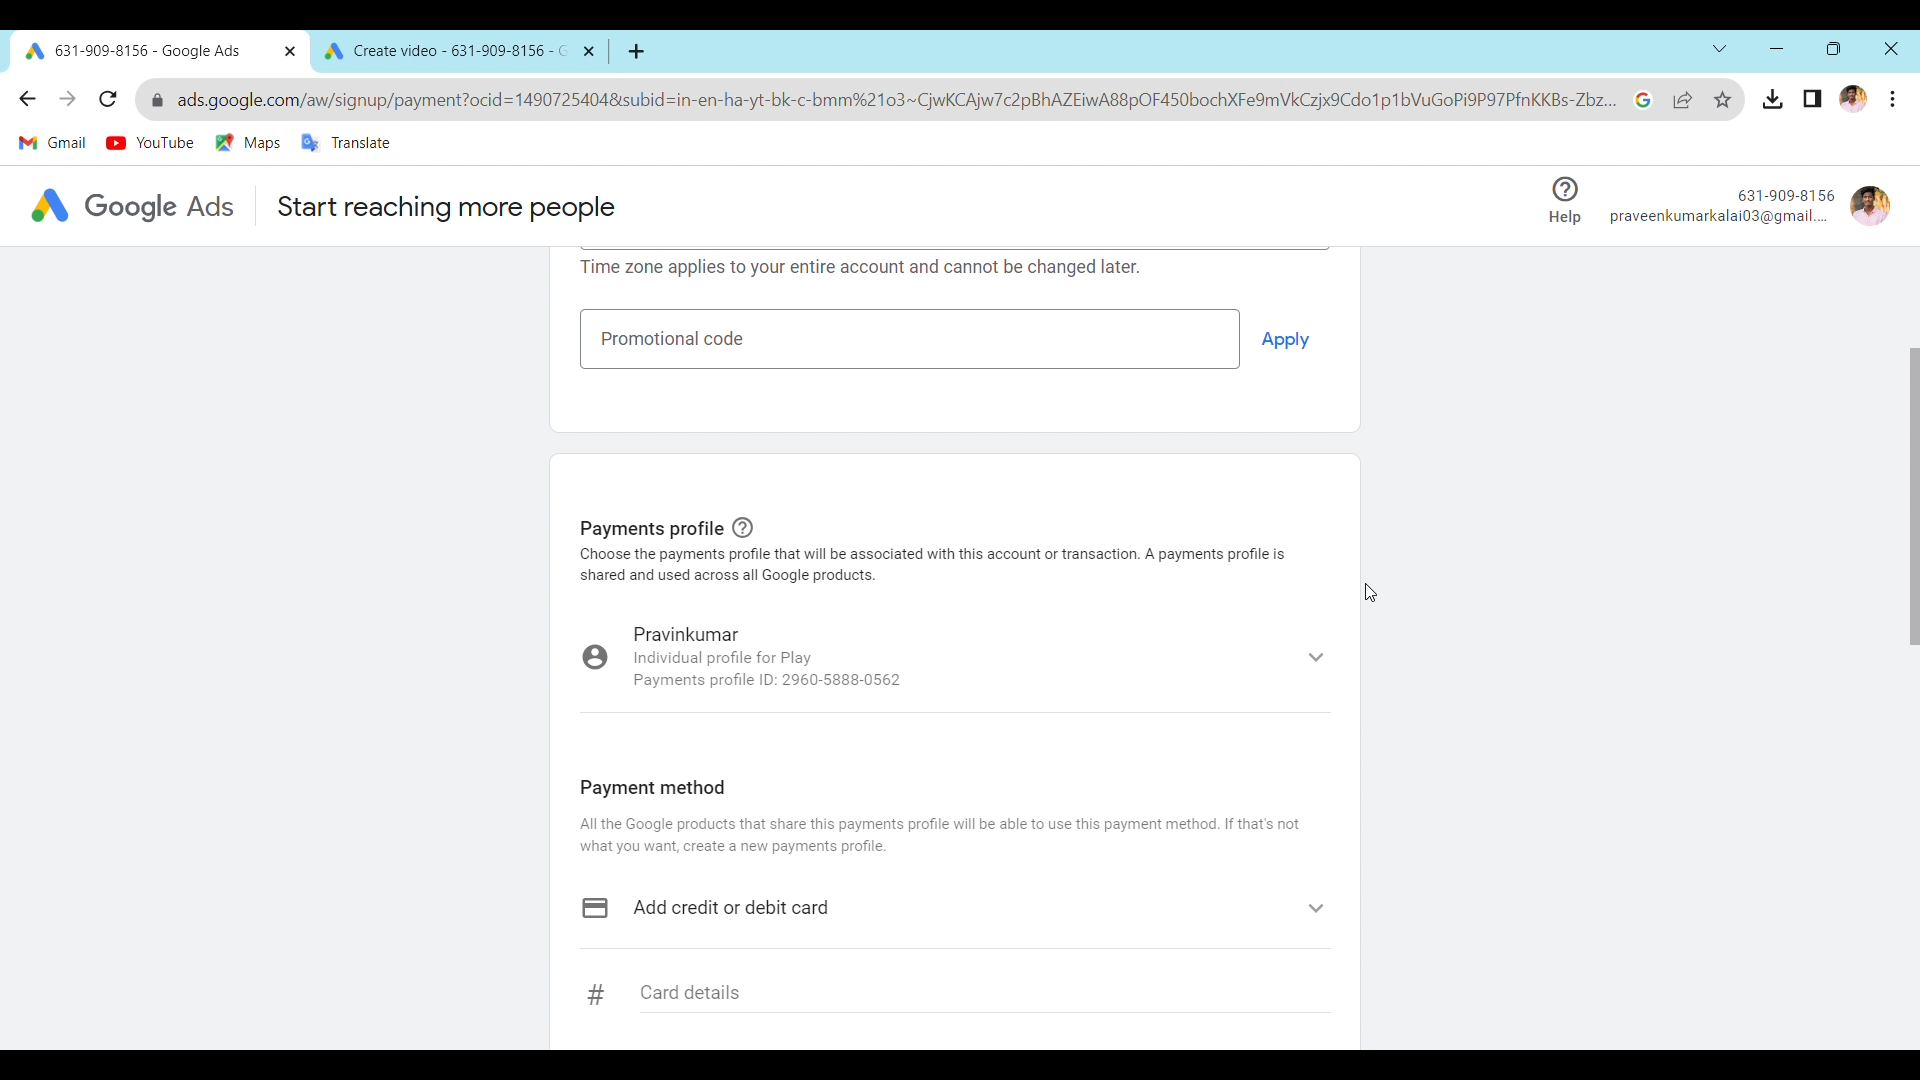 631-909-8156 - Google Ads
Create video - 631-909-8156 - G
ads.google.com/aw/signup/payment?ocid=1490725404&subid=in-en-ha-yt-bk-c-bmm%21o3~CjwKCAjw7c2pBhAZEiwA88pOF450bochXFe9mVkCzjx9Cdo1p1bVuGoPi9P97PfnKKBs-Zbz...
Gmail
YouTube
Maps
Translate
Google Ads
Start reaching more people
Help
631-909-8156
praveenkumarkalai03@gmail....
Time zone applies to your entire account and cannot be changed later.
Promotional code
Apply
Payments profile
Choose the payments profile that will be associated with this account or transaction. A payments profile is
shared and used across all Google products.
Pravinkumar
Individual profile for Play
Payments profile ID: 2960-5888-0562
Payment method
All the Google products that share this payments profile will be able to use this payment method. If that's not
what you want, create a new payments profile.
Add credit or debit card
# Card details